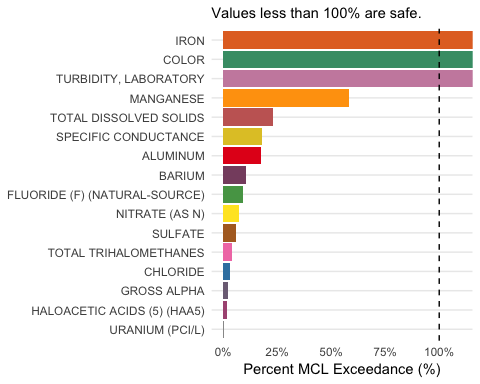 Values less than 100% are safe.
IRON
COLOR
TURBIDITY, LABORATORY
MANGANESE
TOTAL DISSOLVED SOLIDS
SPECIFIC CONDUCTANCE
ALUMINUM
BARIUM
FLUORIDE (F) (NATURAL-SOURCE)
NITRATE (AS N)
SULFATE
TOTAL TRIHALOMETHANES
CHLORIDE
GROSS ALPHA
HALOACETIC ACIDS (5) (HAA5)
URANIUM (PCI/L)
0% 25% 50% 75% 100%
Percent MCL Exceedance (%)